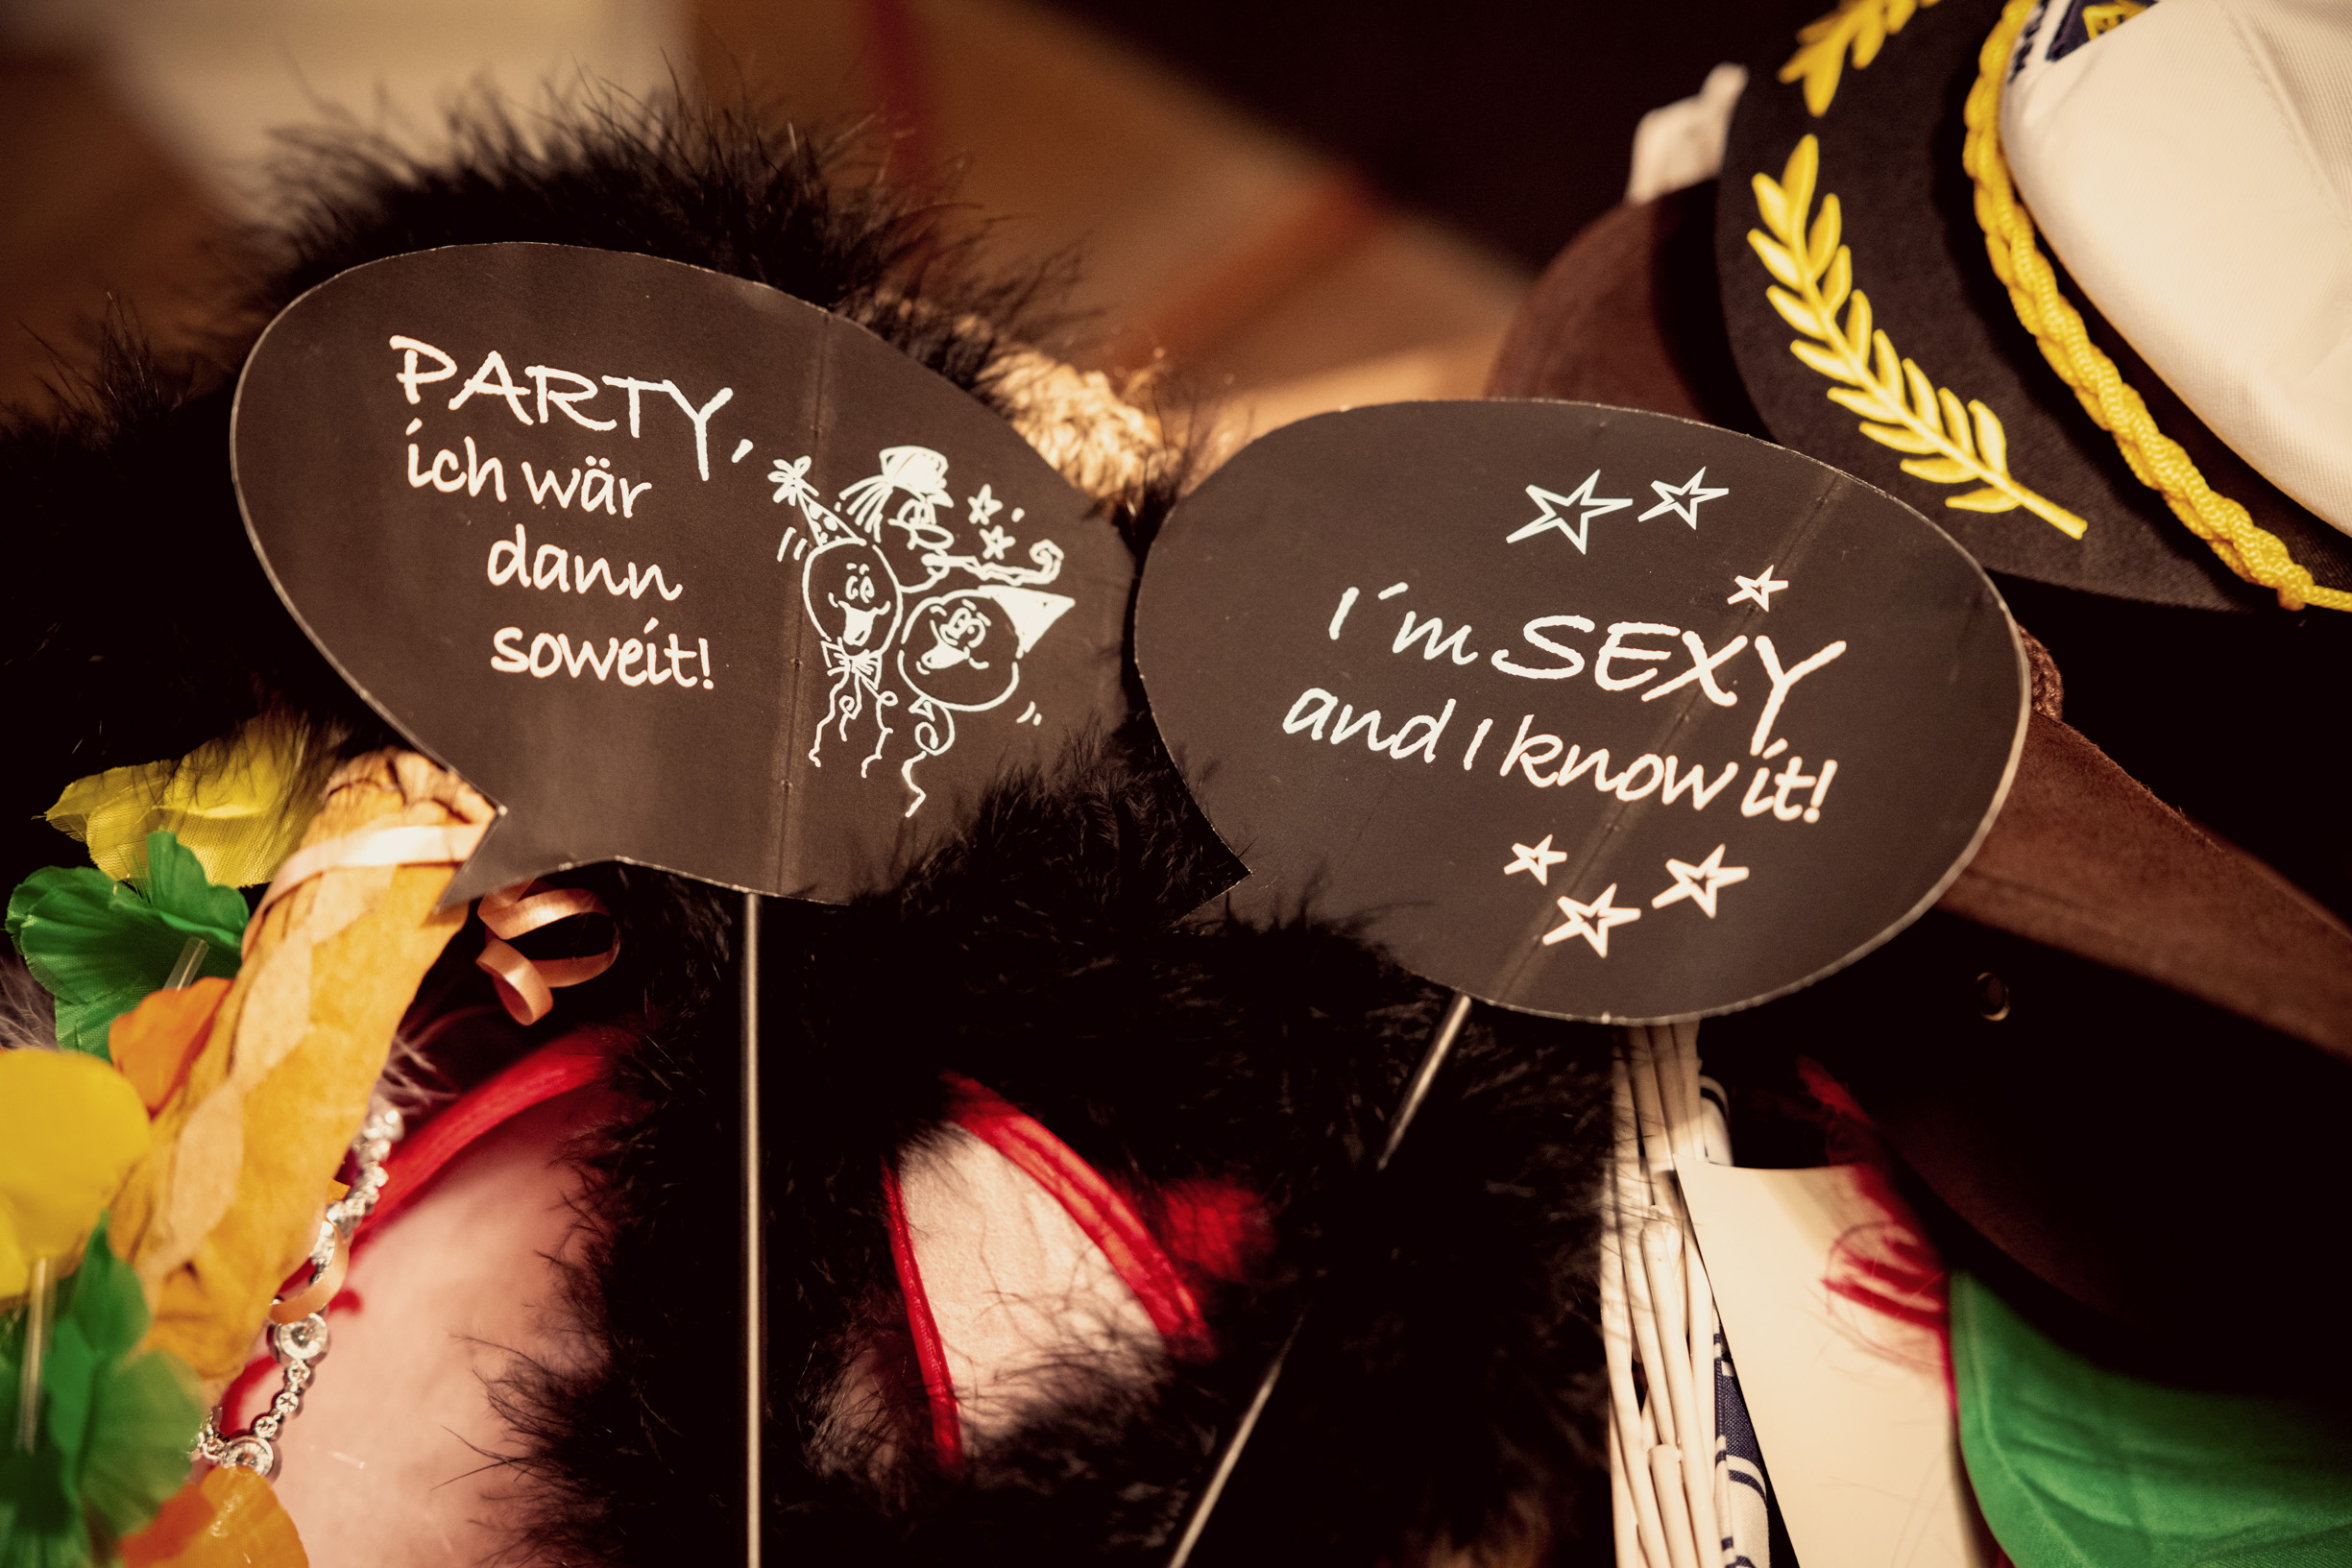 PARTY,
ich wär
dann
soweit!
I´m SEXY
and I know it!